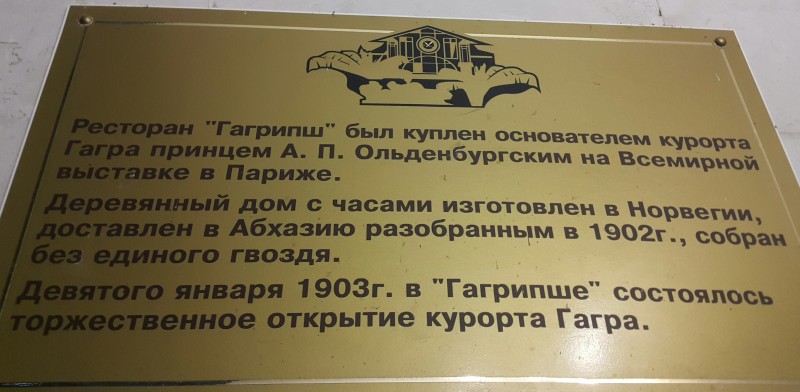 Ресторан "Гагрипш" был куплен основателем курорта
Гагра принцем А. П. Ольденбургским на Всемирной
выставке в Париже.
Деревянный дом с часами изготовлен в Норвегии,
доставлен в Абхазию разобранным в 1902г., собран
без единого гвоздя.
Девятого января 1903г. в "Гагрипше" состоялось
торжественное открытие курорта Гагра.